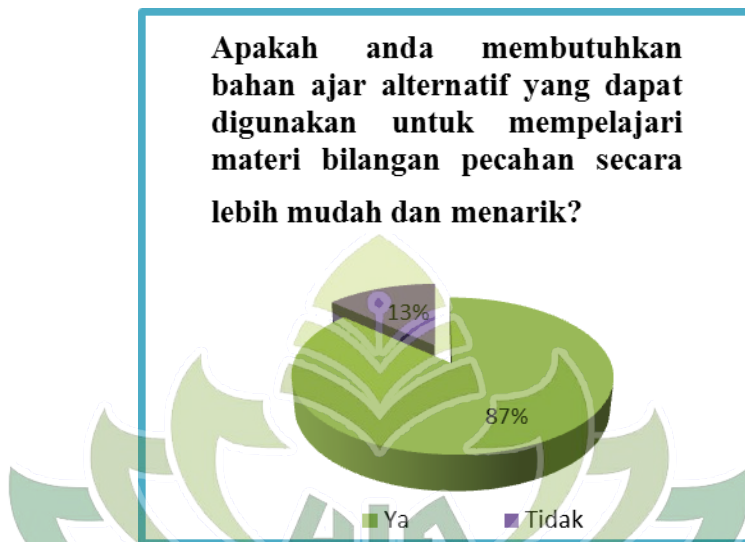 Apakah anda membutuhkan
bahan ajar alternatif yang dapat
digunakan untuk mempelajari
materi bilangan pecahan secara
lebih mudah dan menarik?
13%
87%
Ya Tidak